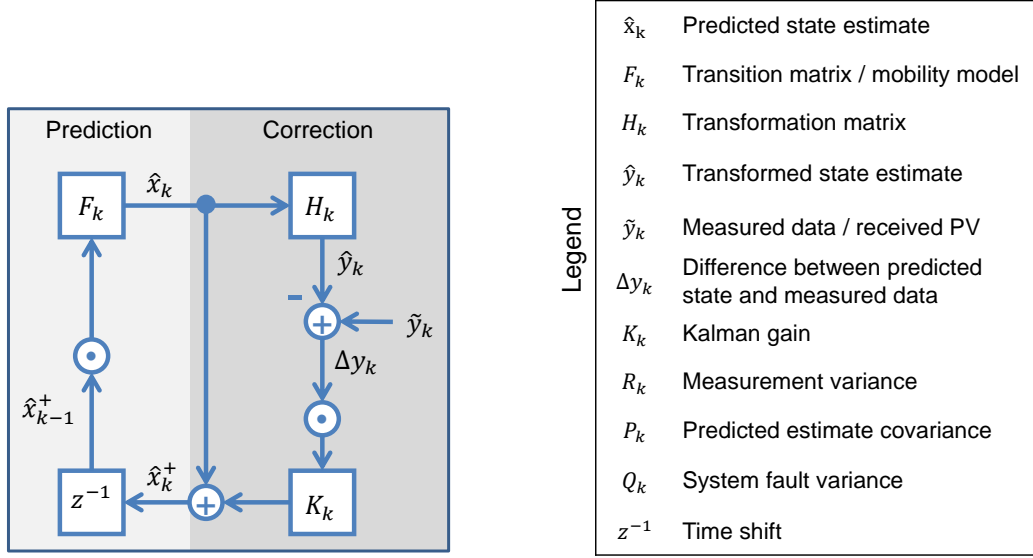 Prediction
Correction
F_k
x̂_k
H_k
ŷ_k
-
+
ỹ_k
Δy_k
x̂⁺_{k−1}
z⁻¹
x̂⁺_k
+
K_k
Legend
x̂_k Predicted state estimate
F_k Transition matrix / mobility model
H_k Transformation matrix
ŷ_k Transformed state estimate
ỹ_k Measured data / received PV
Δy_k Difference between predicted
state and measured data
K_k Kalman gain
R_k Measurement variance
P_k Predicted estimate covariance
Q_k System fault variance
z⁻¹ Time shift